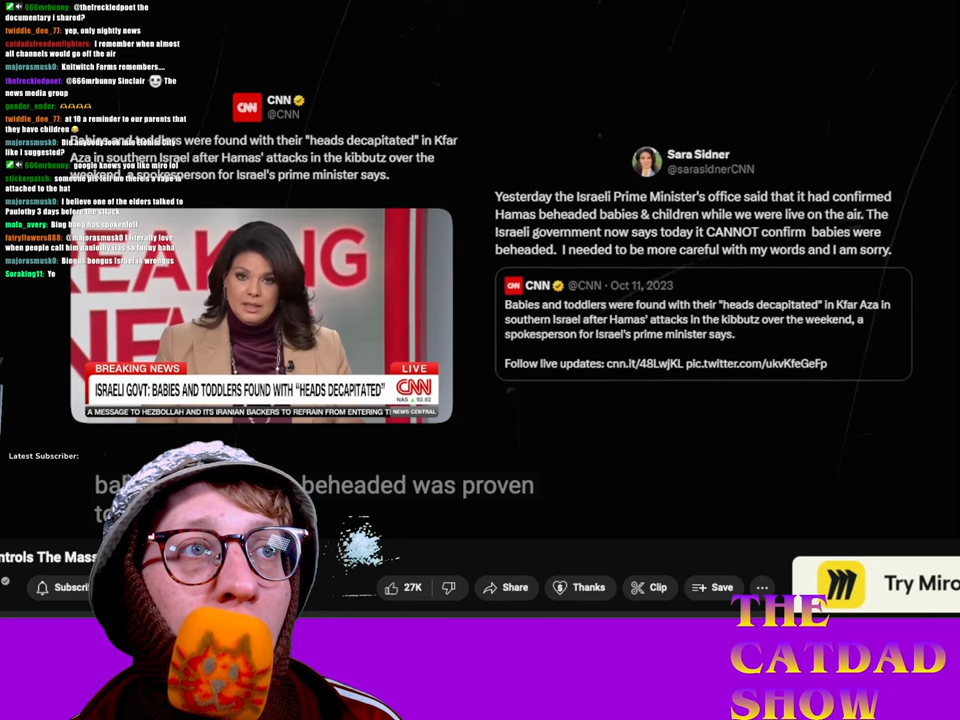 666mrbunny: @thefreckledpoet the
documentary i shared?
twiddle_dee_77: yep, only nightly news
catdadsfreedomfighters: I remember when almost
all channels would go off the air
majorasmusk0: Knitwitch Farms remembers....
thefreckledpoet: @666mrbunny Sinclair The
news media group
gender_ender:
twiddle_dee_77: at 10 a reminder to our parents that
they have children
majorasmusk0:
like I suggested?
666mrbunny: google knows you like miro lol
stickerpatch:
attached to the hat
majorasmusk0: I believe one of the elders talked to
Paulothy 3 days before the attack
mala_avery: Bing bong has spokenloff
fairyflowers888: @majorasmusk0 I literally love
when people call him paulothy it is so funny haha
majorasmusk0: Bingus bongus Israel is wrongus
Soraking11: Ye
CNN
CNN
@CNN
Babies and toddlers were found with their "heads decapitated" in Kfar
Aza in southern Israel after Hamas' attacks in the kibbutz over the
weekend, a spokesperson for Israel's prime minister says.
BREAKING NEWS
LIVE
ISRAELI GOVT: BABIES AND TODDLERS FOUND WITH "HEADS DECAPITATED"
CNN
A MESSAGE TO HEZBOLLAH AND ITS IRANIAN BACKERS TO REFRAIN FROM ENTERING T
NEWS CENTRAL
Sara Sidner
@sarasidnerCNN
Yesterday the Israeli Prime Minister's office said that it had confirmed
Hamas beheaded babies & children while we were live on the air. The
Israeli government now says today it CANNOT confirm babies were
beheaded. I needed to be more careful with my words and I am sorry.
CNN CNN @CNN · Oct 11, 2023
Babies and toddlers were found with their "heads decapitated" in Kfar Aza in
southern Israel after Hamas' attacks in the kibbutz over the weekend, a
spokesperson for Israel's prime minister says.
Follow live updates: cnn.it/48LwjKL pic.twitter.com/ukvKfeGeFp
Latest Subscriber:
beheaded was proven
ntrols The Mass
Subscri
27K
Share
Thanks
Clip
Save
Try Miro
THE
CATDAD
SHOW